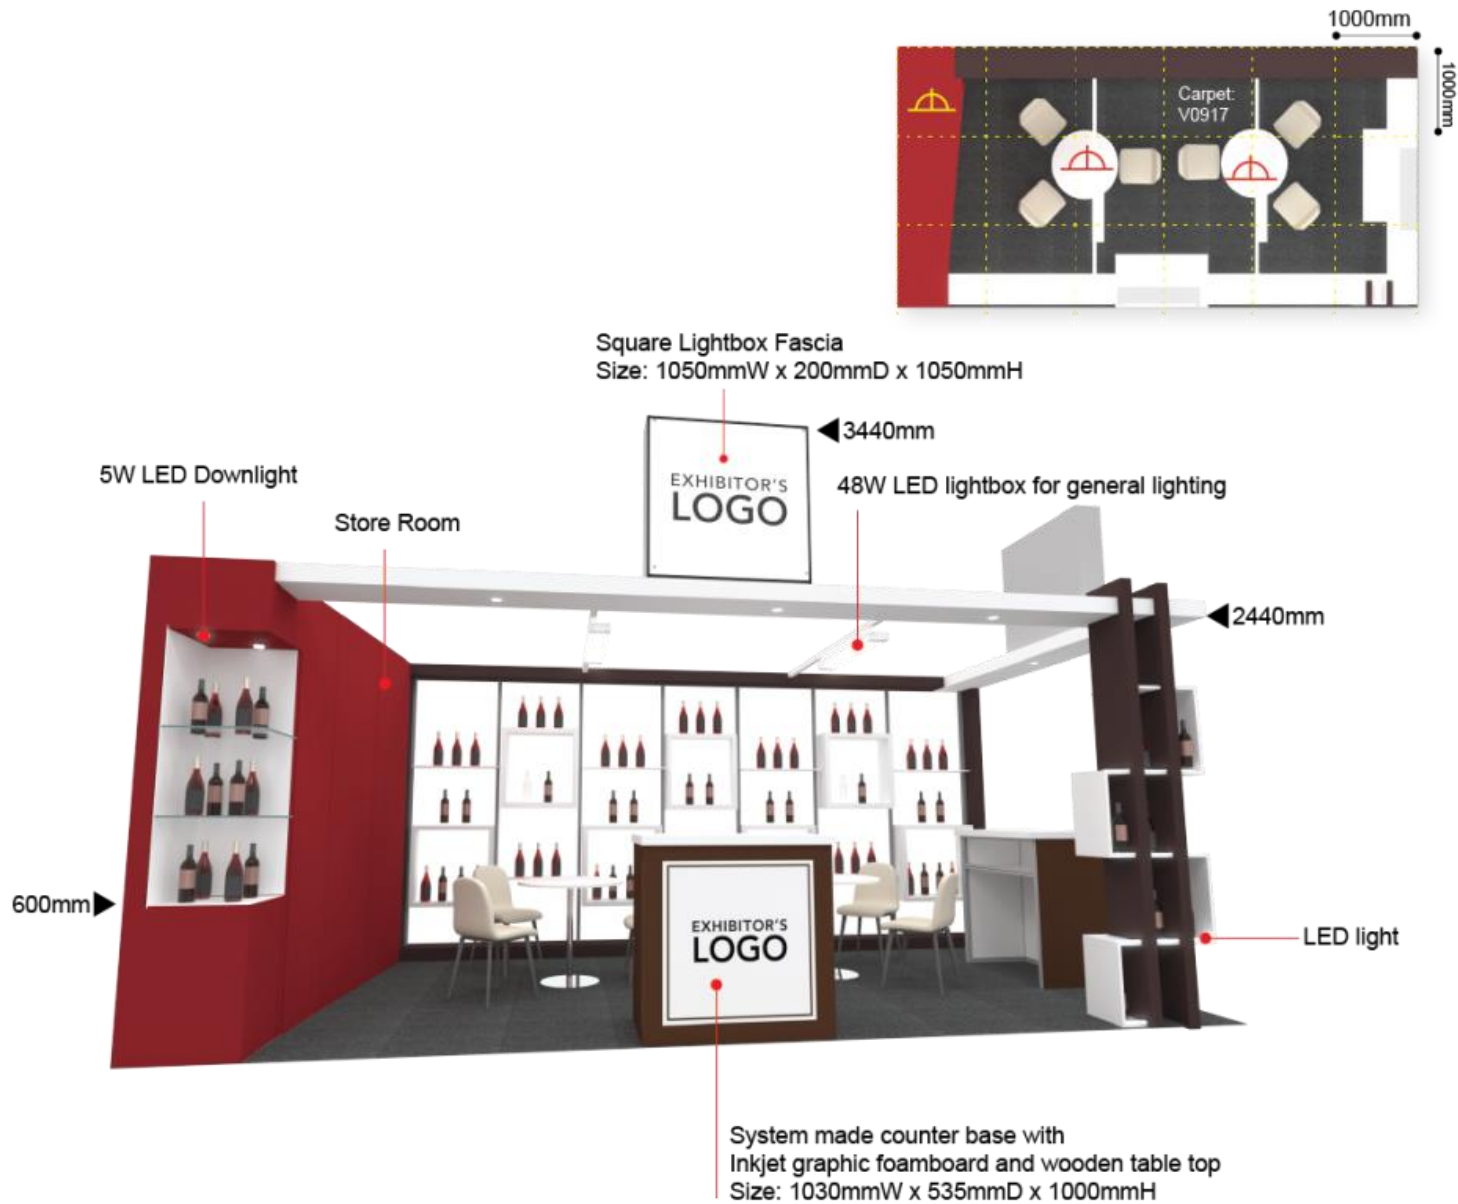 1000mm
1000mm
Carpet:
V0917
Square Lightbox Fascia
Size: 1050mmW x 200mmD x 1050mmH
3440mm
5W LED Downlight
EXHIBITOR'S
LOGO
48W LED lightbox for general lighting
Store Room
2440mm
600mm
EXHIBITOR'S
LOGO
LED light
System made counter base with
Inkjet graphic foamboard and wooden table top
Size: 1030mmW x 535mmD x 1000mmH